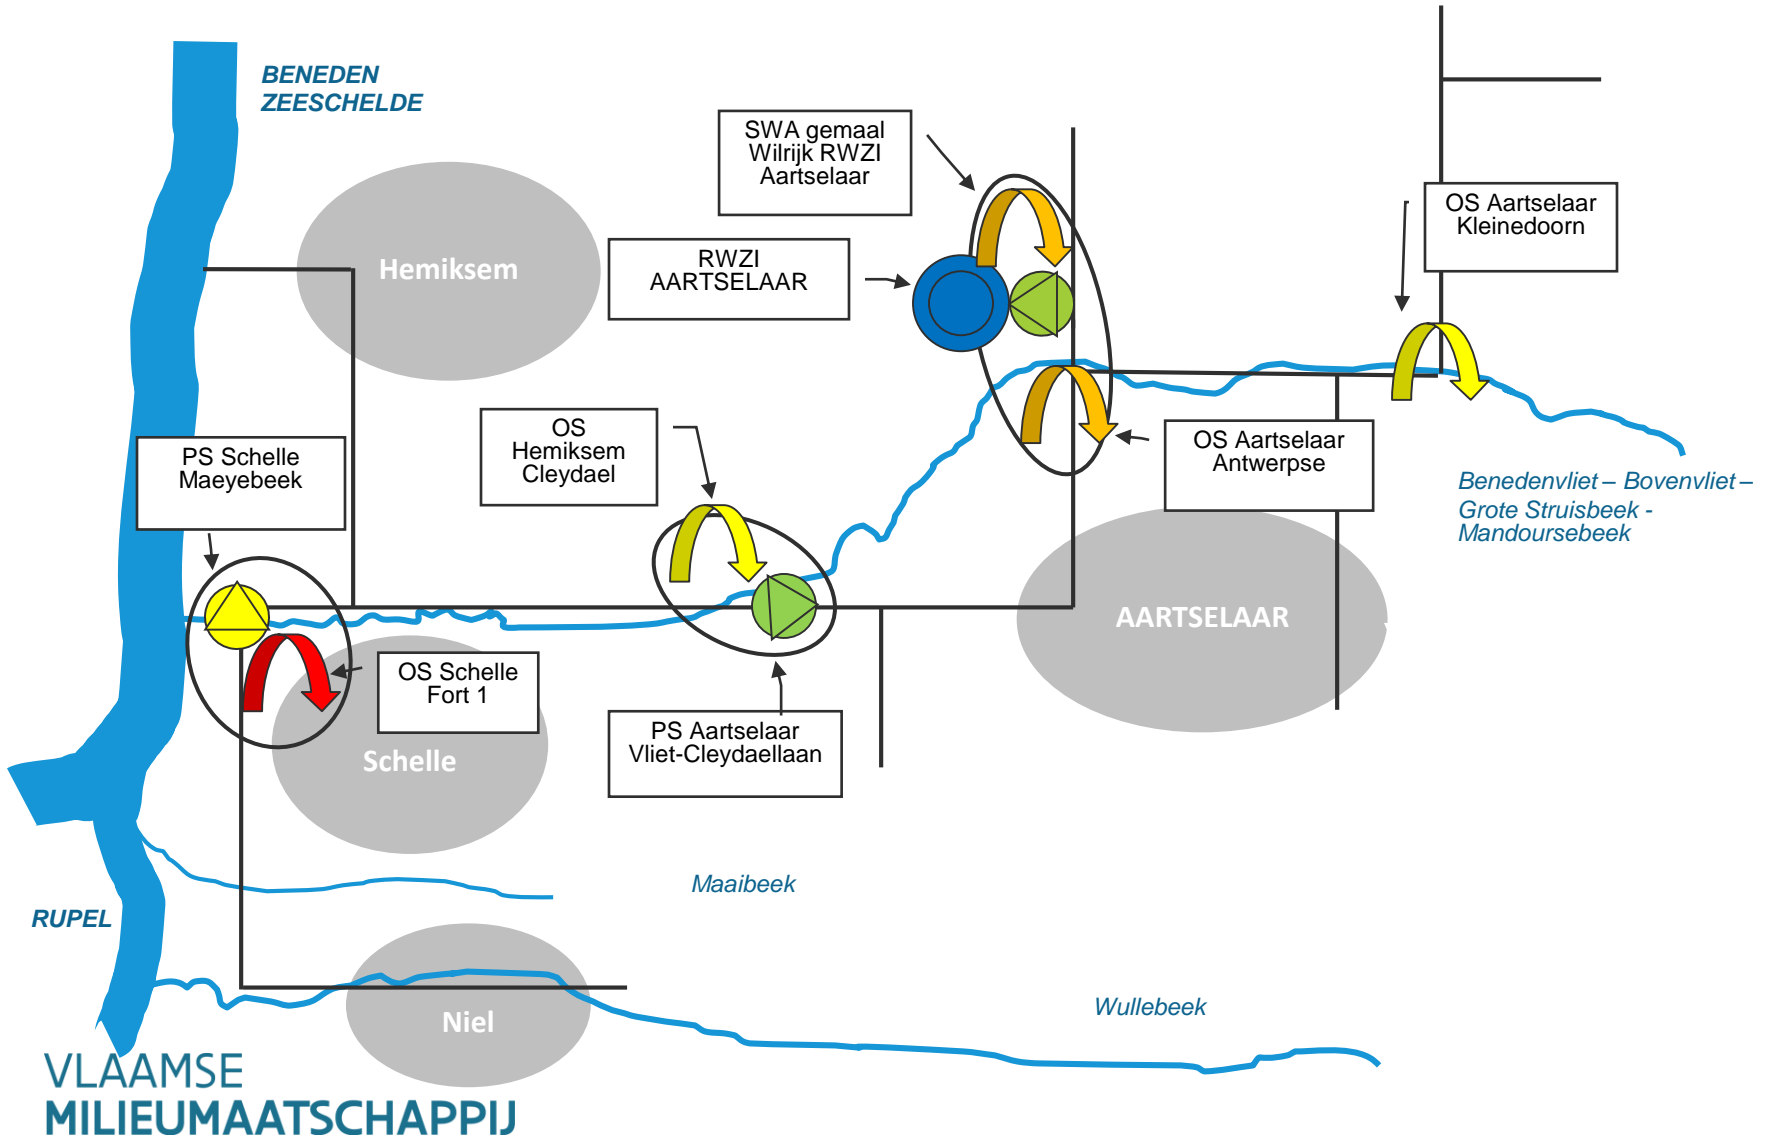 BENEDEN
ZEESCHELDE
SWA gemaal
Wilrijk RWZI
Aartselaar
OS Aartselaar
Kleinedoorn
Hemiksem
RWZI
AARTSELAAR
OS
Hemiksem
Cleydael
PS Schelle
Maeyebeek
OS Aartselaar
Antwerpse
Benedenvliet – Bovenvliet –
Grote Struisbeek -
Mandoursebeek
AARTSELAAR
OS Schelle
Fort 1
PS Aartselaar
Vliet-Cleydaellaan
Schelle
Maaibeek
RUPEL
Niel
Wullebeek
VLAAMSE
MILIEUMAATSCHAPPIJ